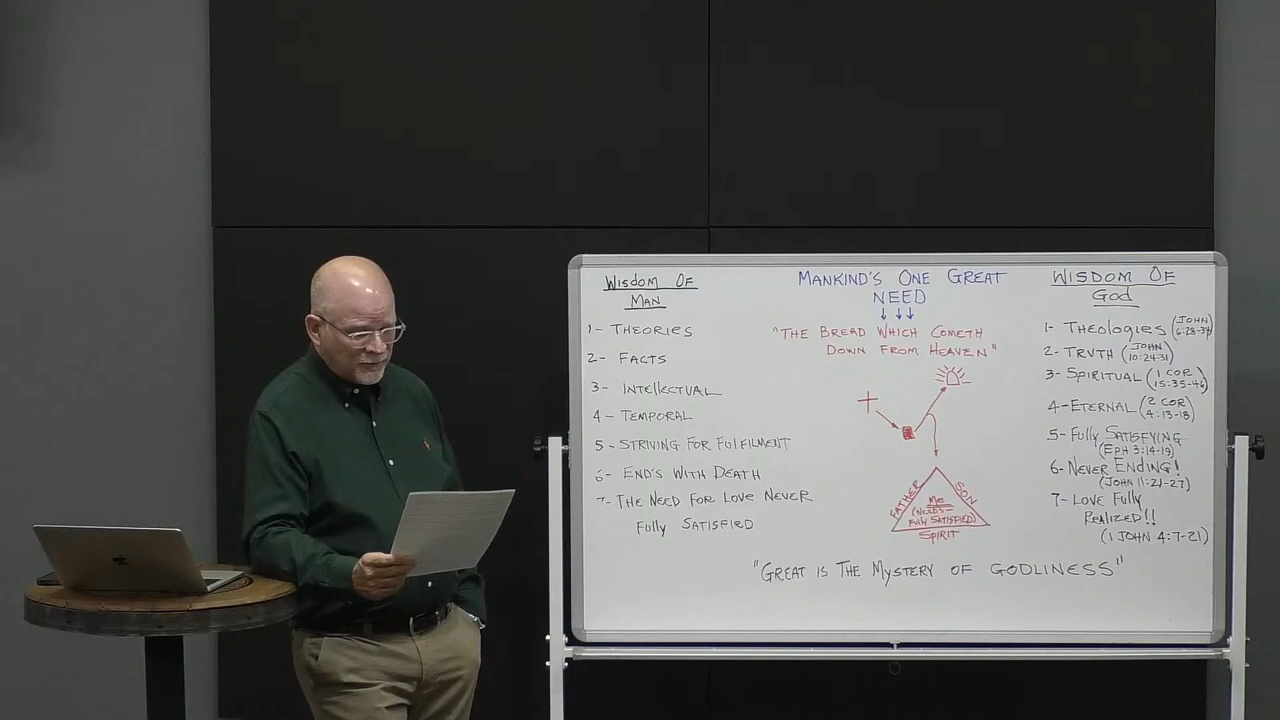 Wisdom Of
Man
1- Theories
2- Facts
3- Intellectual
4- Temporal
5- Striving For Fulfilment
6- End's With Death
7- The Need For Love Never
Fully Satisfied
Mankind's One Great
Need
"The Bread Which Cometh
Down From Heaven"
Father
Son
Me
(Needs-
Fully Satisfied)
Spirit
Wisdom Of
God
1- Theologies (John
6:28-34)
2- Truth (John
10:24-31)
3- Spiritual (1 Cor
15:35-46)
4- Eternal (2 Cor
4:13-18)
5- Fully Satisfying
(Eph 3:14-19)
6- Never Ending!
(John 11:21-27)
7- Love Fully
Realized!!
(1 John 4:7-21)
"Great is The Mystery of Godliness"